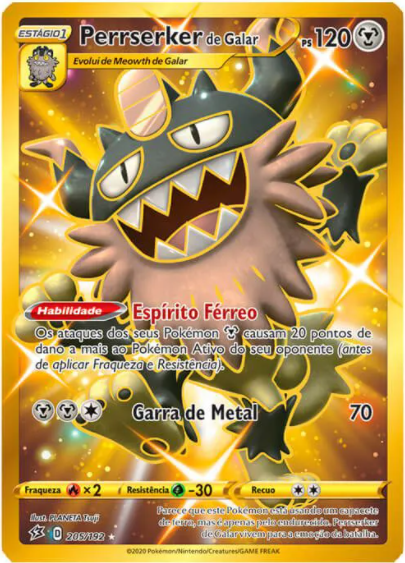 ESTÁGIO 1 Perrserker de Galar PS 120
Evolui de Meowth de Galar
Habilidade Espírito Férreo
Os ataques dos seus Pokémon causam 20 pontos de
dano a mais ao Pokémon Ativo do seu oponente (antes
de aplicar Fraqueza e Resistência).
Garra de Metal 70
Fraqueza ×2 Resistência -30 Recuo
Ilust. PLANETA Tsuji
D 205/192 ★
Parece que este Pokémon está usando um capacete
de ferro, mas é apenas pelo endurecido. Perrserker
de Galar vivem para a emoção da batalha.
©2020 Pokémon/Nintendo/Creatures/GAME FREAK